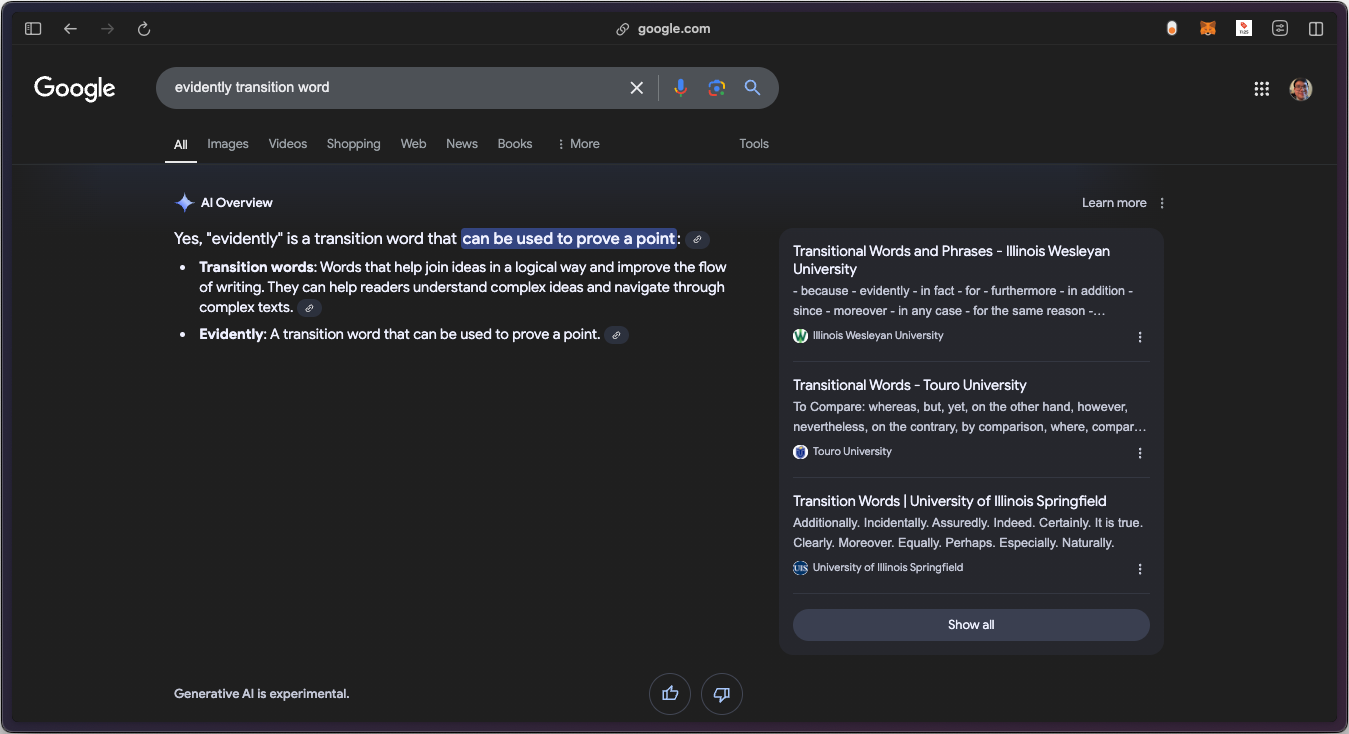 google.com
Google
evidently transition word
All Images Videos Shopping Web News Books More Tools
AI Overview
Learn more
Yes, "evidently" is a transition word that can be used to prove a point:
• Transition words: Words that help join ideas in a logical way and improve the flow
of writing. They can help readers understand complex ideas and navigate through
complex texts.
• Evidently: A transition word that can be used to prove a point.
Transitional Words and Phrases - Illinois Wesleyan
University
- because - evidently - in fact - for - furthermore - in addition -
since - moreover - in any case - for the same reason -...
Illinois Wesleyan University
Transitional Words - Touro University
To Compare: whereas, but, yet, on the other hand, however,
nevertheless, on the contrary, by comparison, where, compar...
Touro University
Transition Words | University of Illinois Springfield
Additionally. Incidentally. Assuredly. Indeed. Certainly. It is true.
Clearly. Moreover. Equally. Perhaps. Especially. Naturally.
UIS University of Illinois Springfield
Show all
Generative AI is experimental.